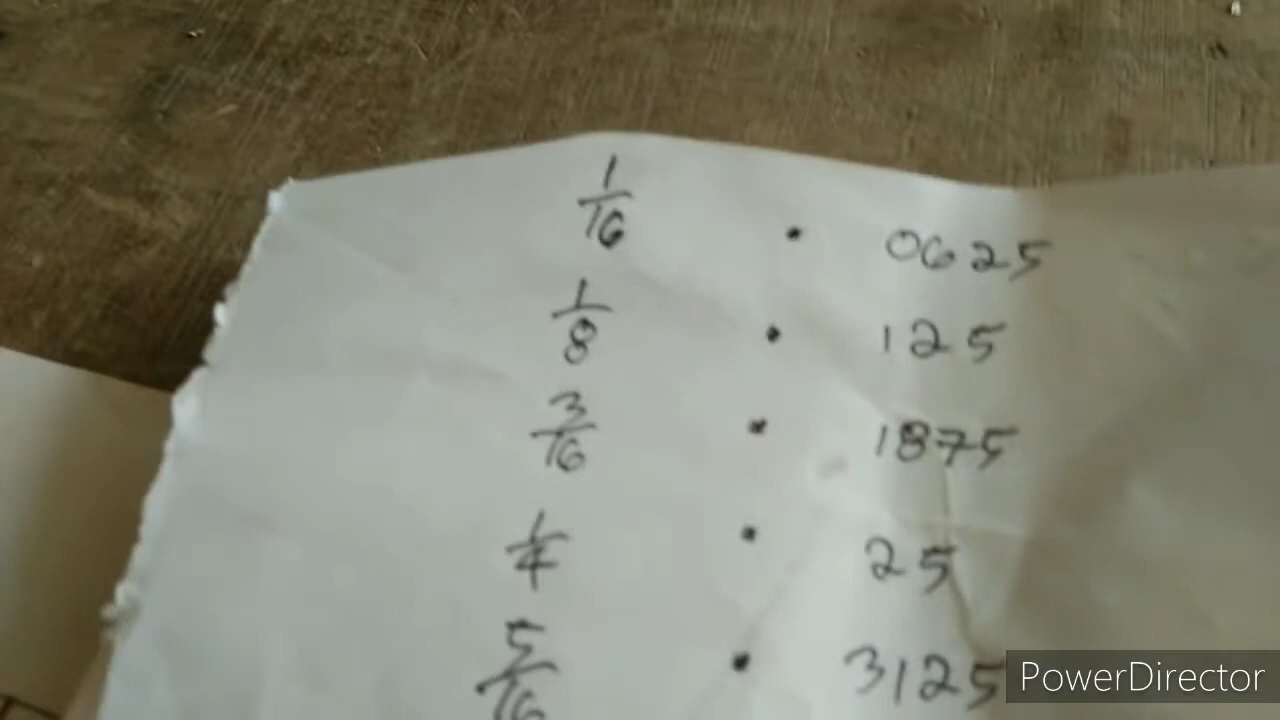 1/16 . 0625
1/8 . 125
3/16 . 1875
1/4 . 25
5/16 . 3125
PowerDirector